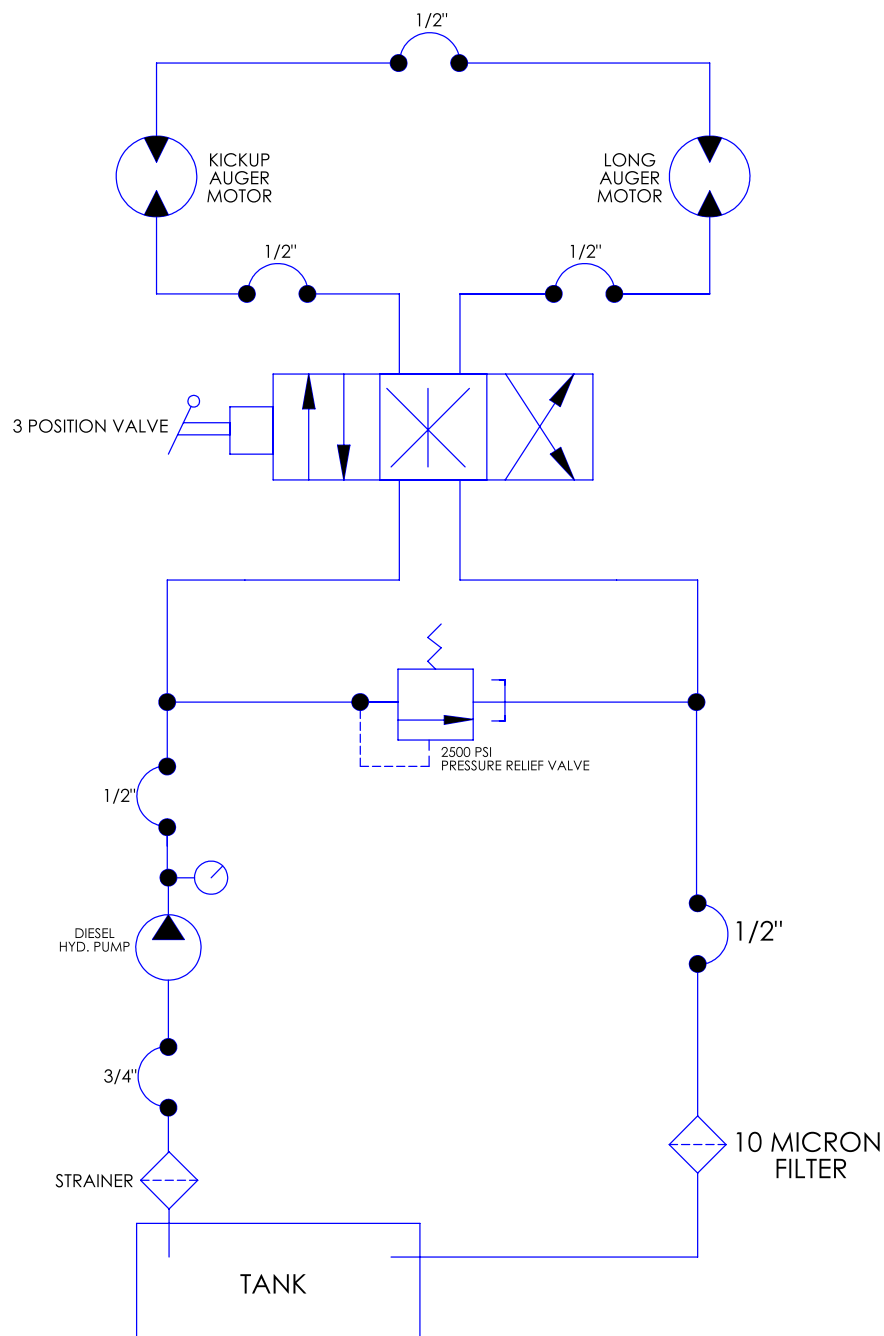 1/2"
KICKUP
AUGER
MOTOR
LONG
AUGER
MOTOR
1/2"
1/2"
3 POSITION VALVE
2500 PSI
PRESSURE RELIEF VALVE
1/2"
DIESEL
HYD. PUMP
1/2"
3/4"
10 MICRON
FILTER
STRAINER
TANK